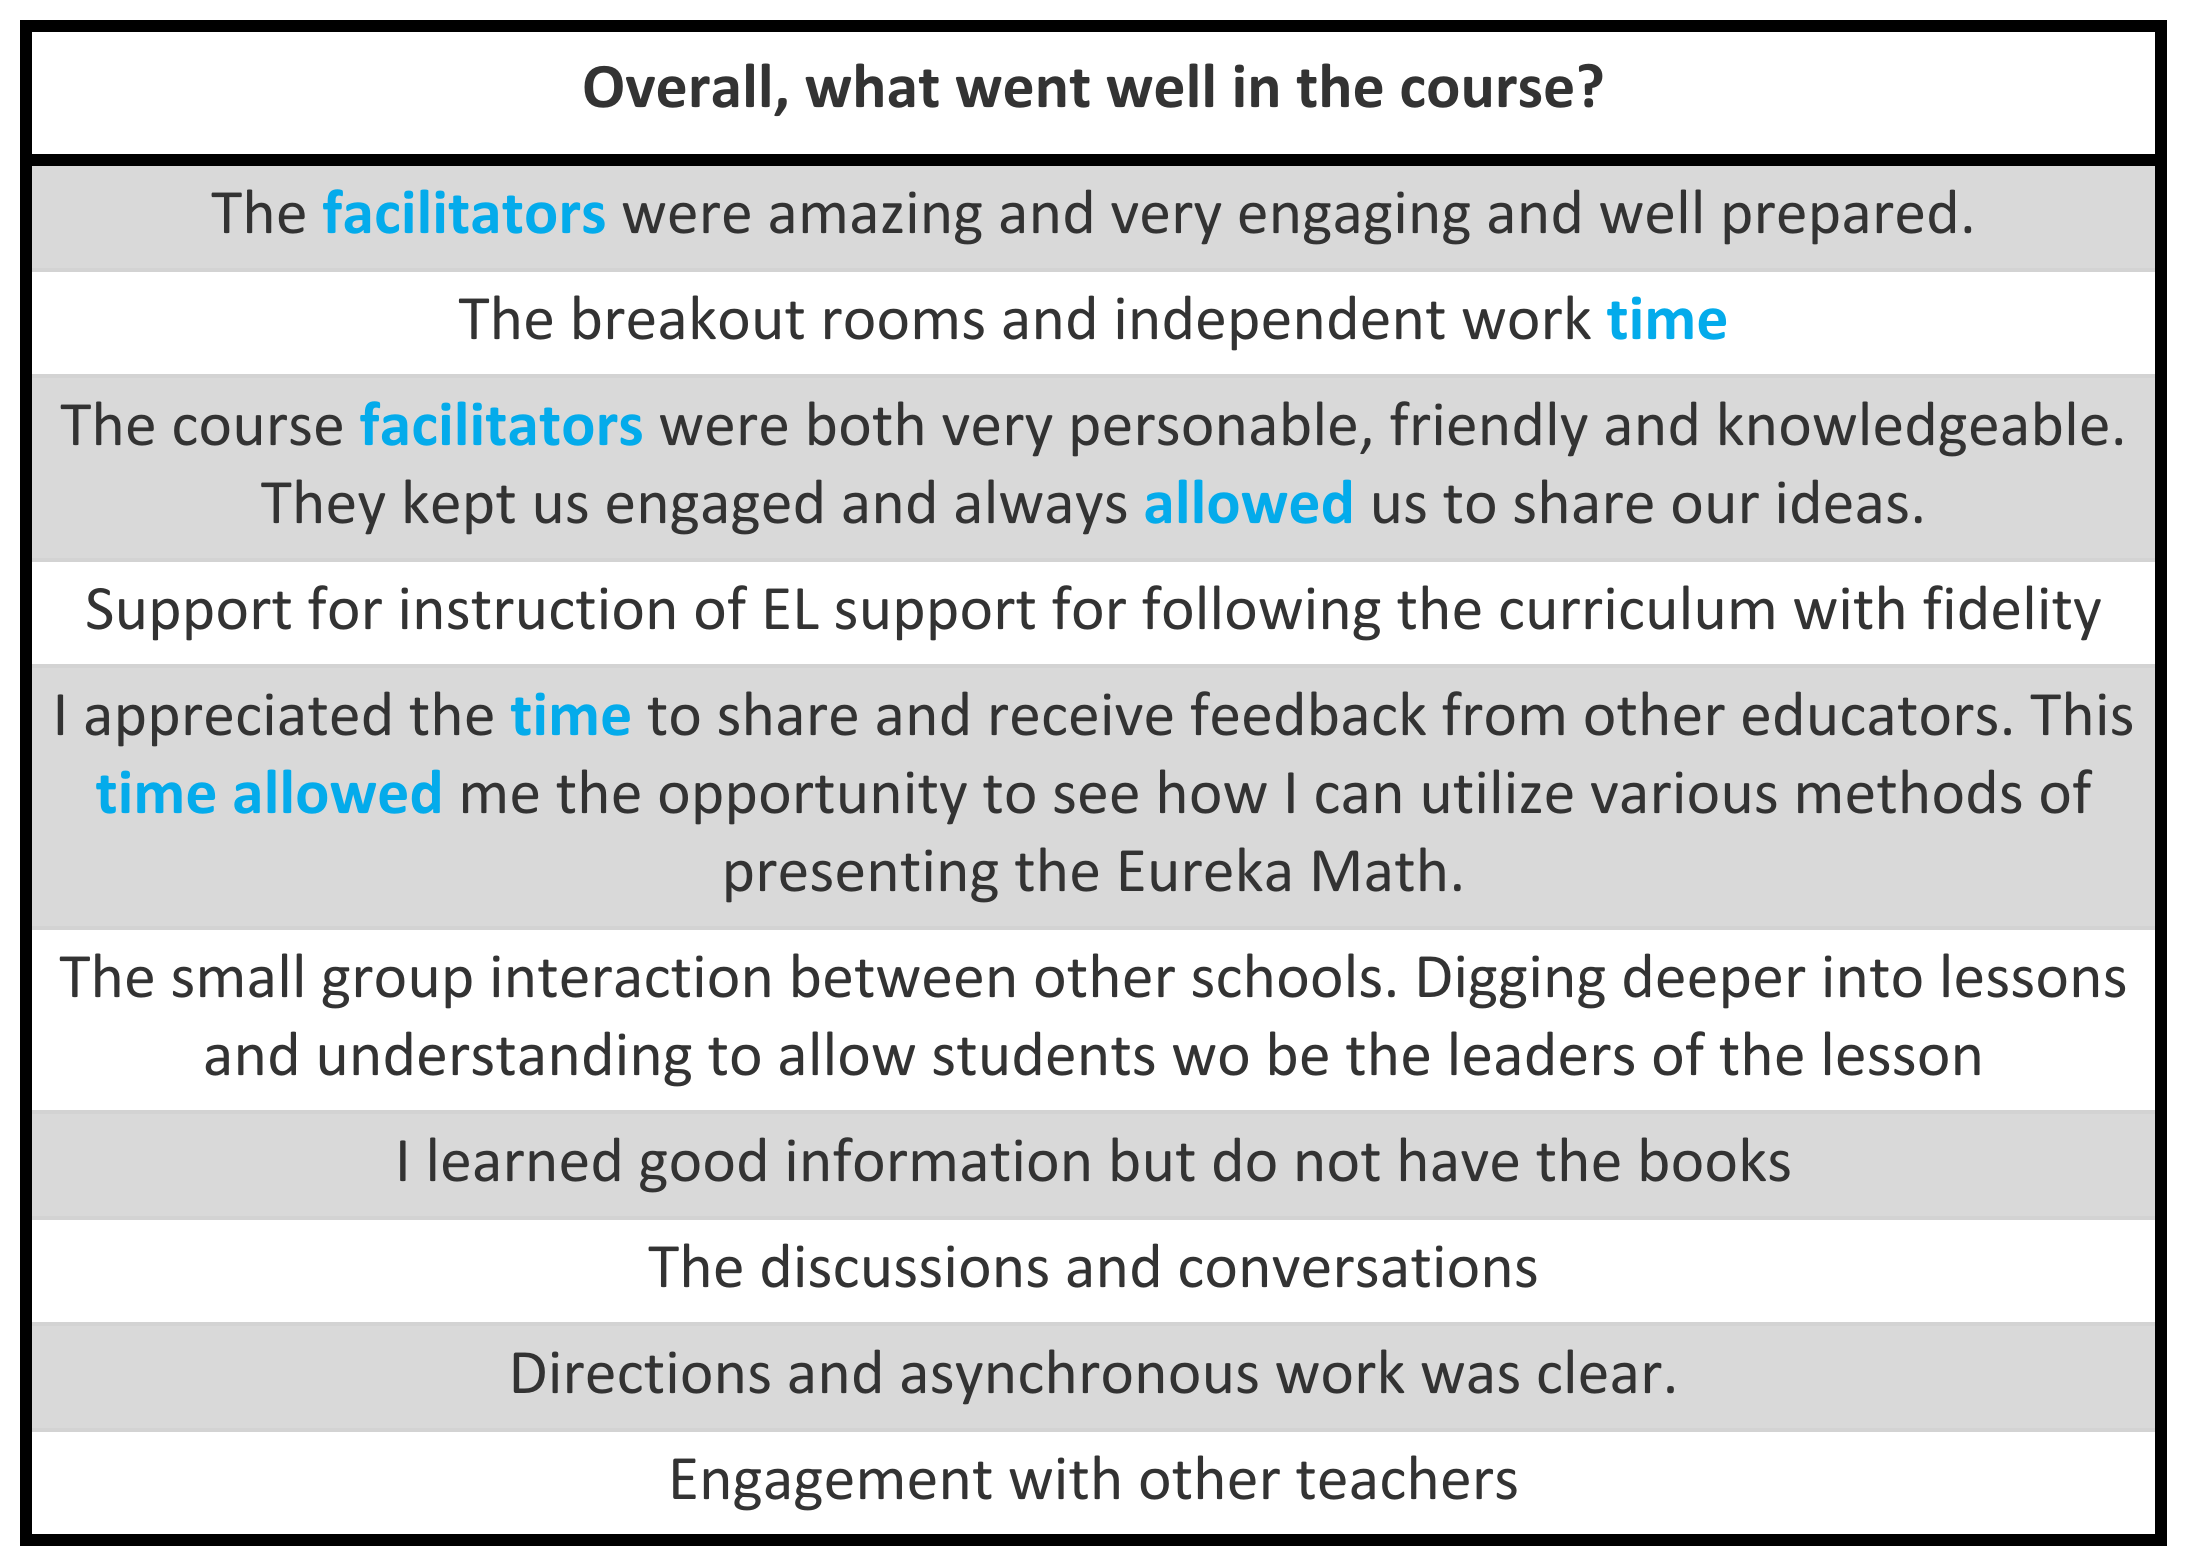 Overall, what went well in the course?
The facilitators were amazing and very engaging and well prepared.
The breakout rooms and independent work time
The course facilitators were both very personable, friendly and knowledgeable.
They kept us engaged and always allowed us to share our ideas.
Support for instruction of EL support for following the curriculum with fidelity
I appreciated the time to share and receive feedback from other educators. This
time allowed me the opportunity to see how I can utilize various methods of
presenting the Eureka Math.
The small group interaction between other schools. Digging deeper into lessons
and understanding to allow students wo be the leaders of the lesson
I learned good information but do not have the books
The discussions and conversations
Directions and asynchronous work was clear.
Engagement with other teachers